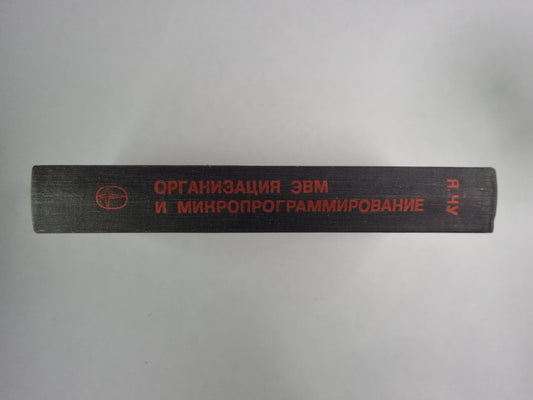 Я. ЧУ
ОРГАНИЗАЦИЯ ЭВМ
И МИКРОПРОГРАММИРОВАНИЕ